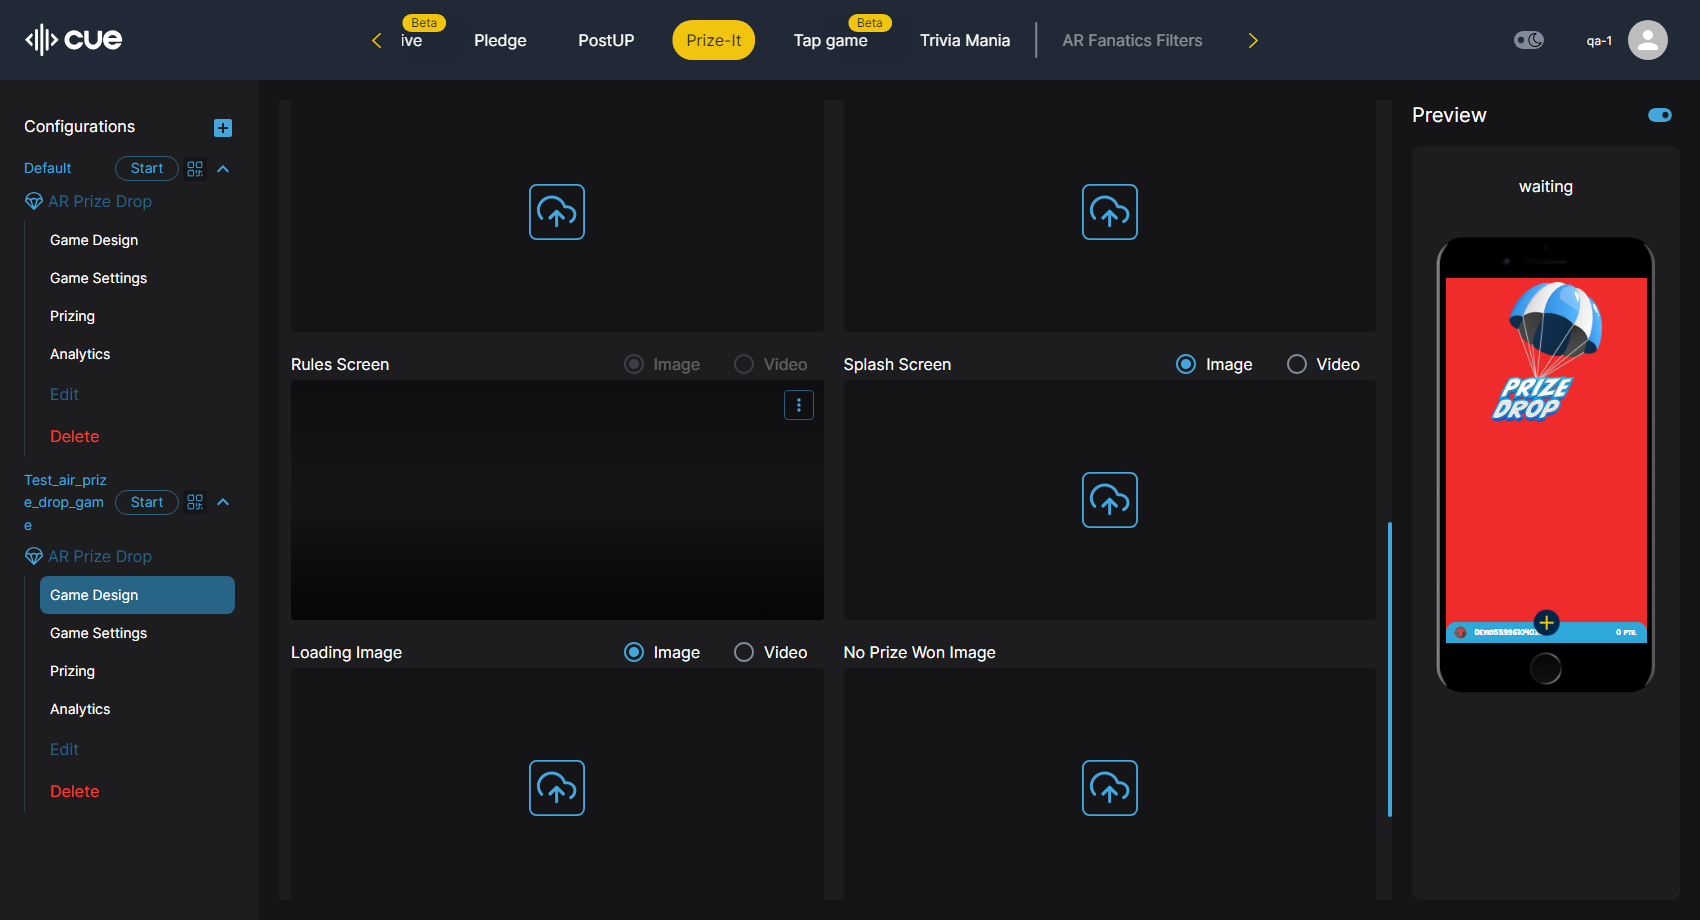 cue
Beta
ive
Pledge
PostUP
Prize-It
Beta
Tap game
Trivia Mania
AR Fanatics Filters
qa-1
Configurations
Default
Start
AR Prize Drop
Game Design
Game Settings
Prizing
Analytics
Edit
Delete
Test_air_priz
e_drop_gam
e
Start
AR Prize Drop
Game Design
Game Settings
Prizing
Analytics
Edit
Delete
Rules Screen
Image
Video
Splash Screen
Image
Video
Loading Image
Image
Video
No Prize Won Image
Preview
waiting
PRIZE
DROP
0 PTS.